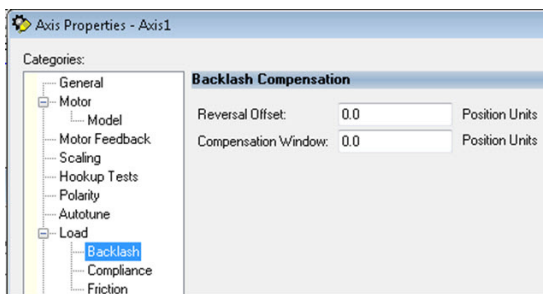 Axis Properties - Axis1
Categories:
General
Motor
Model
Motor Feedback
Scaling
Hookup Tests
Polarity
Autotune
Load
Backlash
Compliance
Friction
Backlash Compensation
Reversal Offset: 0.0 Position Units
Compensation Window: 0.0 Position Units